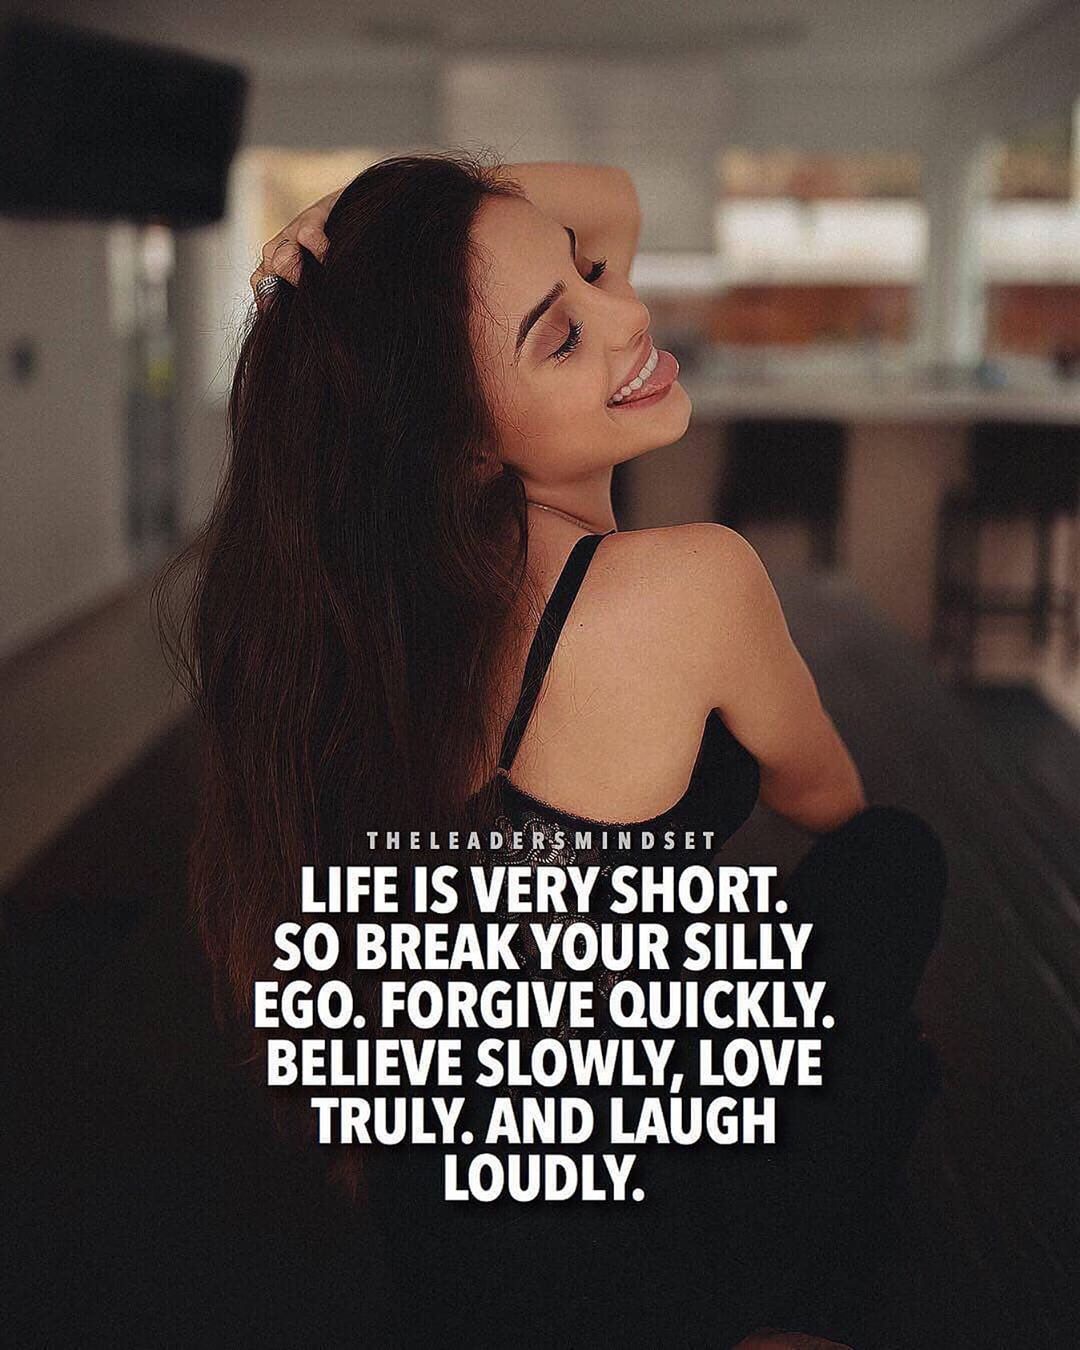 THELEADERSMINDSET
LIFE IS VERY SHORT.
SO BREAK YOUR SILLY
EGO. FORGIVE QUICKLY.
BELIEVE SLOWLY, LOVE
TRULY. AND LAUGH
LOUDLY.